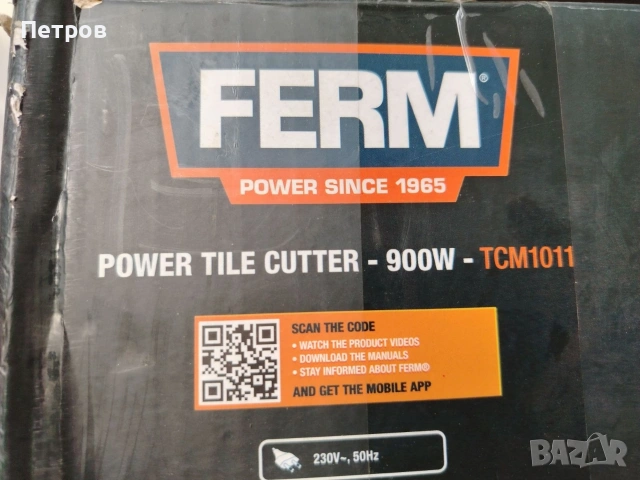 Петров
FERM®
POWER SINCE 1965
POWER TILE CUTTER - 900W - TCM1011
SCAN THE CODE
• WATCH THE PRODUCT VIDEOS
• DOWNLOAD THE MANUALS
• STAY INFORMED ABOUT FERM®
AND GET THE MOBILE APP
230V~, 50Hz
BAZAR